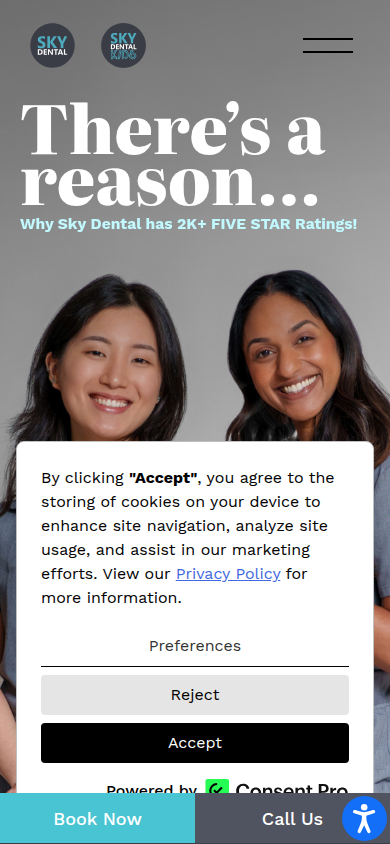 SKY
DENTAL
SKY
DENTAL
KIDS
There’s a
reason...
Why Sky Dental has 2K+ FIVE STAR Ratings!
By clicking "Accept", you agree to the
storing of cookies on your device to
enhance site navigation, analyze site
usage, and assist in our marketing
efforts. View our Privacy Policy for
more information.
Preferences
Reject
Accept
Powered by Consent Pro
Book Now
Call Us